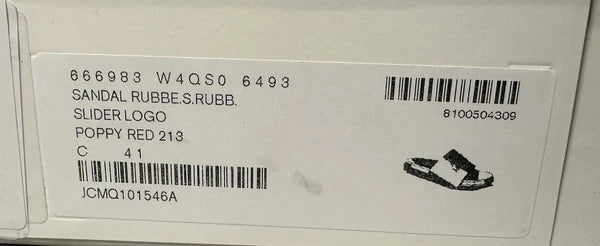 666983 W4QS0 6493
SANDAL RUBBE.S.RUBB.
SLIDER LOGO
POPPY RED 213
C 41
JCMQ101546A
8100504309